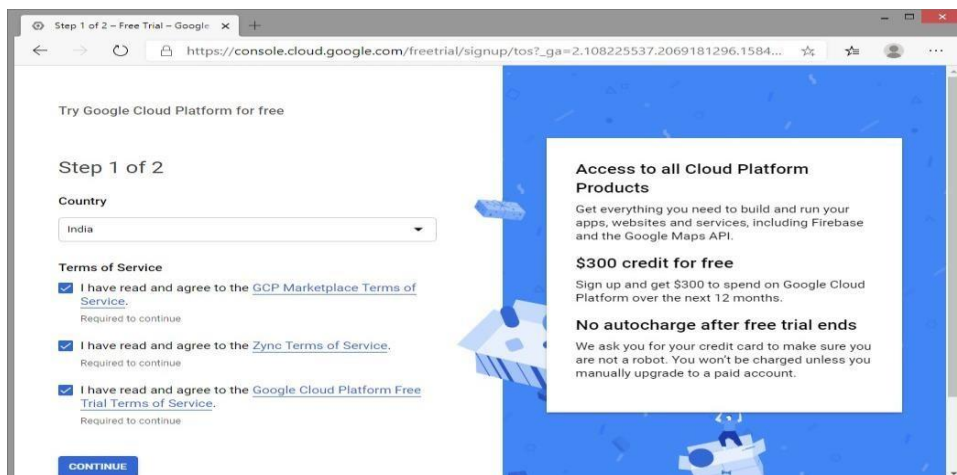 Step 1 of 2 – Free Trial – Google
https://console.cloud.google.com/freetrial/signup/tos?_ga=2.108225537.2069181296.1584...
Try Google Cloud Platform for free
Step 1 of 2
Country
India
Terms of Service
I have read and agree to the GCP Marketplace Terms of
Service.
Required to continue
I have read and agree to the Zync Terms of Service.
Required to continue
I have read and agree to the Google Cloud Platform Free
Trial Terms of Service.
Required to continue
CONTINUE
Access to all Cloud Platform
Products
Get everything you need to build and run your
apps, websites and services, including Firebase
and the Google Maps API.
$300 credit for free
Sign up and get $300 to spend on Google Cloud
Platform over the next 12 months.
No autocharge after free trial ends
We ask you for your credit card to make sure you
are not a robot. You won't be charged unless you
manually upgrade to a paid account.